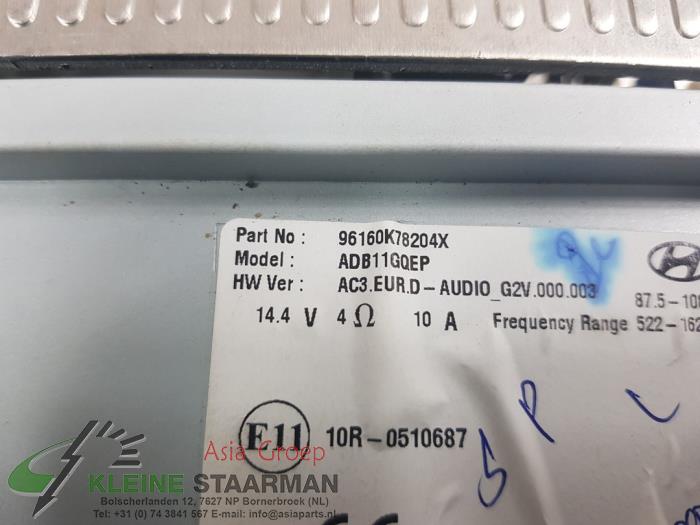 Part No : 96160K78204X
Model : ADB11GQEP
HW Ver : AC3.EUR.D-AUDIO_G2V.000.003
87.5-10
14.4 V 4Ω 10 A Frequency Range 522-162
E11 10R-0510687
Asia Groep
KLEINE STAARMAN
Bolscherlanden 12, 7627 NP Bornerbroek (NL)
Tel: +31 (0) 74 3841 567 E-mail: info@asiaparts.nl